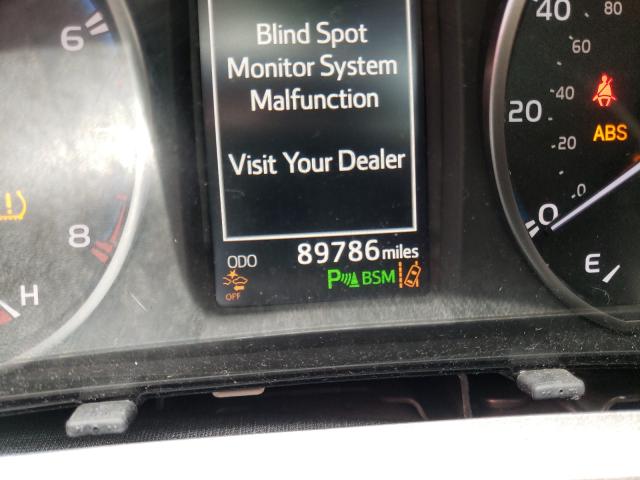 Blind Spot
Monitor System
Malfunction
Visit Your Dealer
ODO 89786 miles
OFF
P BSM
6
8
H
40
80
60
20
40
20
0
0
ABS
E